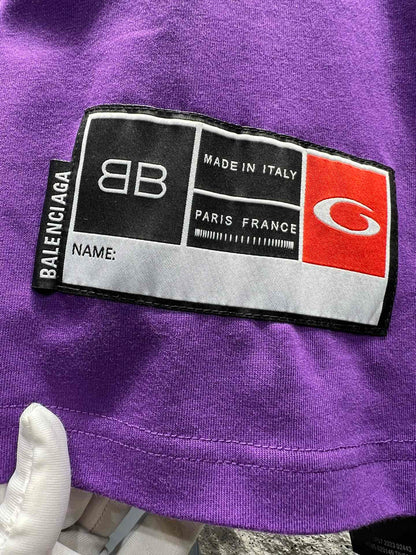 BALENCIAGA
BB
MADE IN ITALY
PARIS FRANCE
NAME: